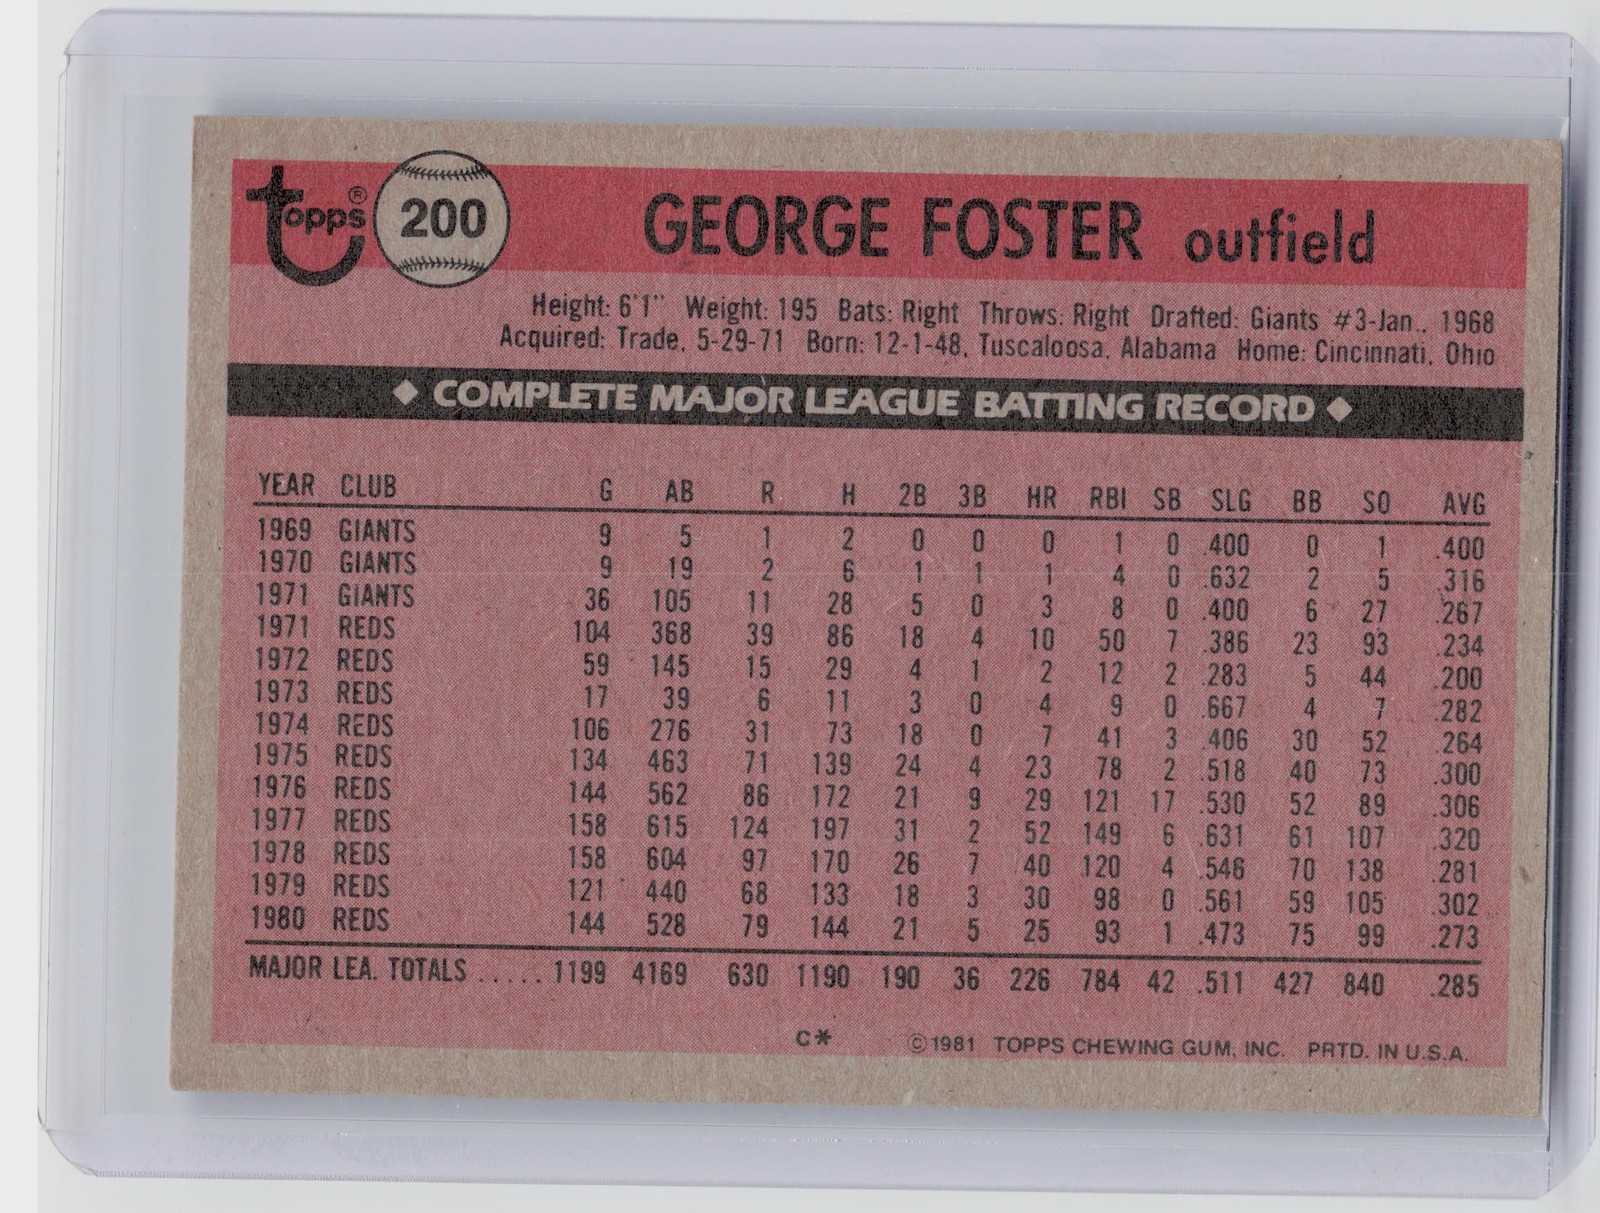 topps® 200 GEORGE FOSTER outfield
Height: 6'1" Weight: 195 Bats: Right Throws: Right Drafted: Giants #3-Jan., 1968
Acquired: Trade, 5-29-71 Born: 12-1-48, Tuscaloosa, Alabama Home: Cincinnati, Ohio
◆ COMPLETE MAJOR LEAGUE BATTING RECORD ◆
YEAR CLUB G AB R H 2B 3B HR RBI SB SLG BB SO AVG
1969 GIANTS 9 5 1 2 0 0 0 1 0 .400 0 1 .400
1970 GIANTS 9 19 2 6 1 1 1 4 0 .632 2 5 .316
1971 GIANTS 36 105 11 28 5 0 3 8 0 .400 6 27 .267
1971 REDS 104 368 39 86 18 4 10 50 7 .386 23 93 .234
1972 REDS 59 145 15 29 4 1 2 12 2 .283 5 44 .200
1973 REDS 17 39 6 11 3 0 4 9 0 .667 4 7 .282
1974 REDS 106 276 31 73 18 0 7 41 3 .406 30 52 .264
1975 REDS 134 463 71 139 24 4 23 78 2 .518 40 73 .300
1976 REDS 144 562 86 172 21 9 29 121 17 .530 52 89 .306
1977 REDS 158 615 124 197 31 2 52 149 6 .631 61 107 .320
1978 REDS 158 604 97 170 26 7 40 120 4 .546 70 138 .281
1979 REDS 121 440 68 133 18 3 30 98 0 .561 59 105 .302
1980 REDS 144 528 79 144 21 5 25 93 1 .473 75 99 .273
MAJOR LEA. TOTALS ..... 1199 4169 630 1190 190 36 226 784 42 .511 427 840 .285
C* ©1981 TOPPS CHEWING GUM, INC. PRTD. IN U.S.A.